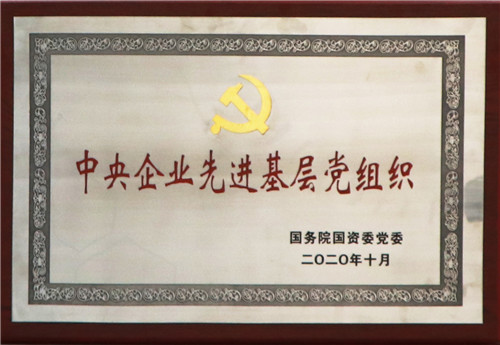 中央企业先进基层党组织
国务院国资委党委
二〇二〇年十月